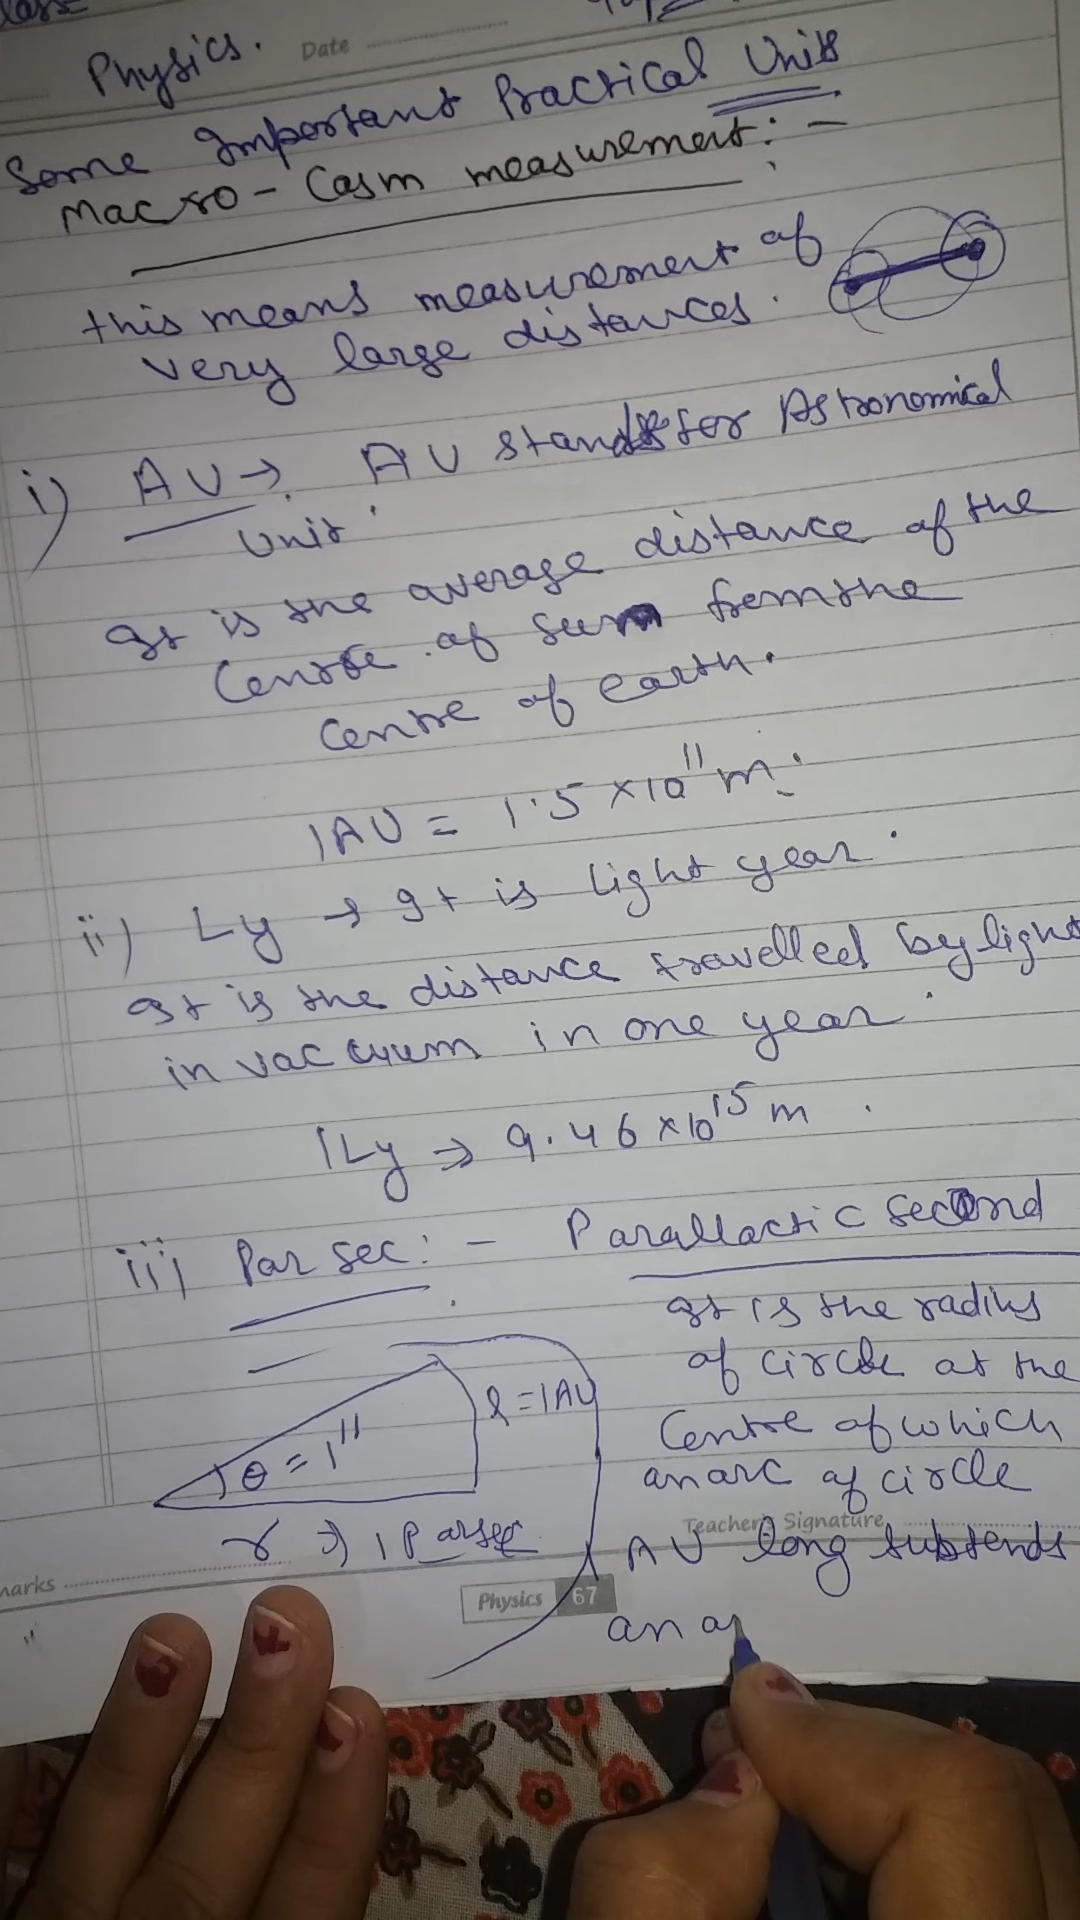 Physics. Date
Some Important Practical Units
Macro - Casm measurement: -
this means measurement of
very large distances.
i) AU → AU stands for Astronomical
Unit.
It is the average distance of the
Centre of sun from the
Centre of earth.
1AU = 1.5 × 10¹¹ m.
ii) Ly → It is light year.
It is the distance travelled by light
in vaccuum in one year.
1Ly ⇒ 9.46 × 10¹⁵ m.
iii) Par sec: - Parallactic Second
It is the radius
of circle at the
Centre of which
an arc of circle
AU long subtends
an
l = 1AU
θ = 1"
r ⇒ 1 Parsec
Teacher's Signature
marks
Physics 67